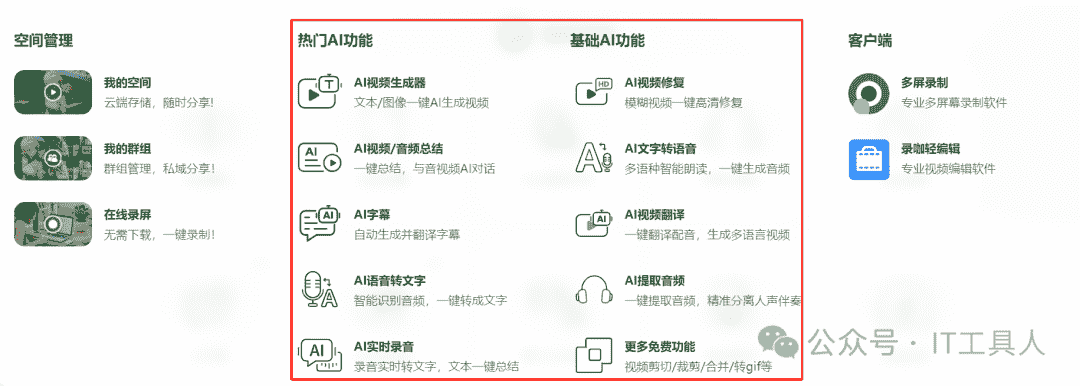 空间管理
我的空间
云端存储，随时分享!
我的群组
群组管理，私域分享!
在线录屏
无需下载，一键录制!
热门AI功能
T
AI视频生成器
文本/图像一键AI生成视频
AI
AI视频/音频总结
一键总结，与音视频AI对话
AI
AI字幕
自动生成并翻译字幕
A
AI语音转文字
智能识别音频，一键转成文字
AI
AI实时录音
录音实时转文字，文本一键总结
基础AI功能
HD
AI视频修复
模糊视频一键高清修复
A
AI文字转语音
多语种智能朗读，一键生成音频
AI
AI视频翻译
一键翻译配音，生成多语言视频
AI提取音频
一键提取音频，精准分离人声伴奏
更多免费功能
视频剪切/裁剪/合并/转gif等
客户端
多屏录制
专业多屏幕录制软件
录咖轻编辑
专业视频编辑软件
公众号·IT工具人